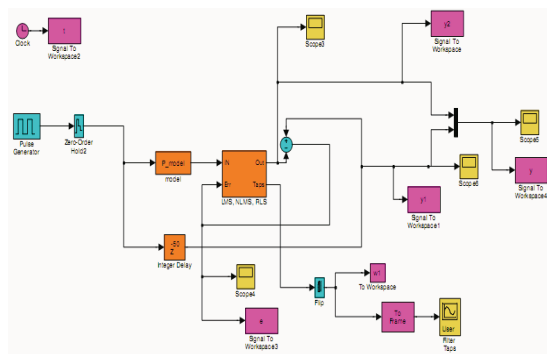 t
Clock
Signal To
Workspace2
Scope3
y2
Signal To
Workspace
Pulse
Generator
Zero-Order
Hold2
P_model
model
IN
Out
Err
Taps
LMS, NLMS, RLS
+
-
Scope5
y
Signal To
Workspace4
Scope6
y1
Signal To
Workspace1
-50
Z
Integer Delay
Scope4
e
Signal To
Workspace3
Flip
w1
To Workspace
To
Frame
User
Filter
Taps